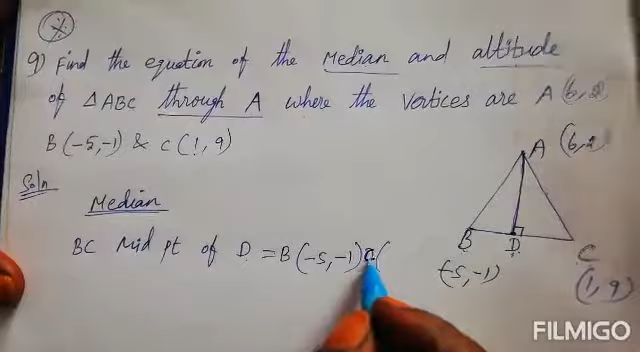 9) Find the equation of the Median and altitude
of △ABC through A where the vertices are A (6, 2)
B(-5,-1) & C (1, 9)
Soln
Median
BC Mid pt of D = B(-5,-1) C(
A (6, 2
B
D
C
(-5,-1)
(1, 9)
FILMIGO